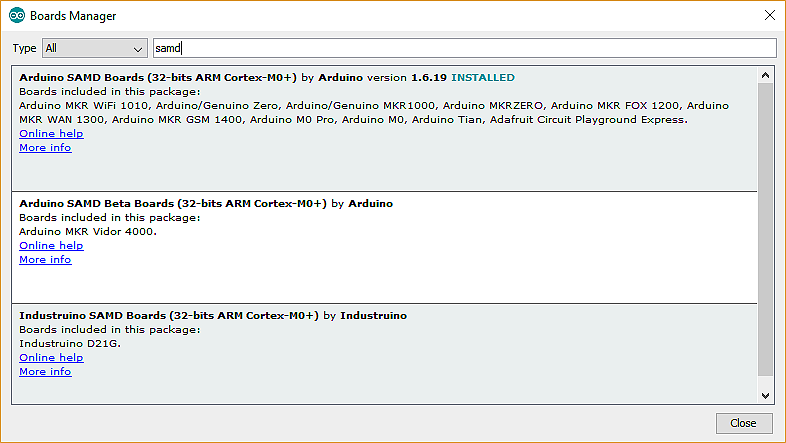 Boards Manager
Type All samd
Arduino SAMD Boards (32-bits ARM Cortex-M0+) by Arduino version 1.6.19 INSTALLED
Boards included in this package:
Arduino MKR WiFi 1010, Arduino/Genuino Zero, Arduino/Genuino MKR1000, Arduino MKRZERO, Arduino MKR FOX 1200, Arduino
MKR WAN 1300, Arduino MKR GSM 1400, Arduino M0 Pro, Arduino M0, Arduino Tian, Adafruit Circuit Playground Express.
Online help
More info
Arduino SAMD Beta Boards (32-bits ARM Cortex-M0+) by Arduino
Boards included in this package:
Arduino MKR Vidor 4000.
Online help
More info
Industruino SAMD Boards (32-bits ARM Cortex-M0+) by Industruino
Boards included in this package:
Industruino D21G.
Online help
More info
Close